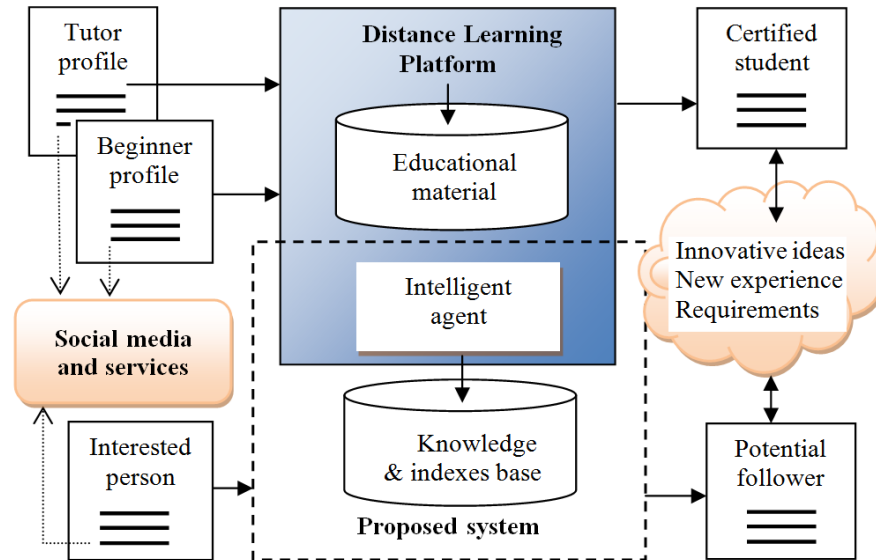 Tutor
profile
Beginner
profile
Social media
and services
Interested
person
Distance Learning
Platform
Educational
material
Intelligent
agent
Knowledge
& indexes base
Proposed system
Certified
student
Innovative ideas
New experience
Requirements
Potential
follower